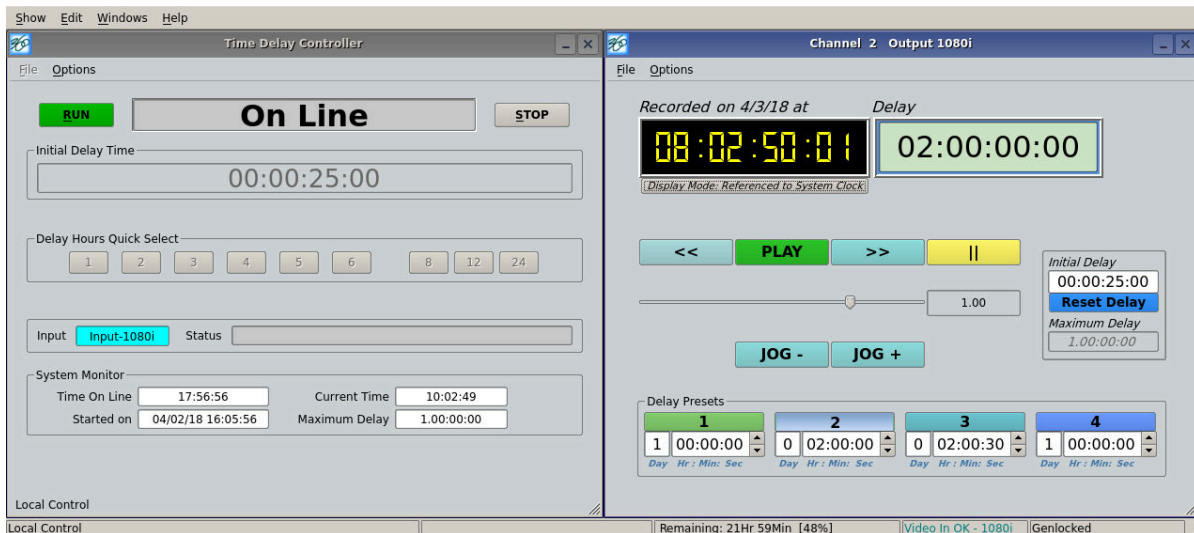 Show Edit Windows Help
Time Delay Controller
File Options
RUN On Line STOP
Initial Delay Time
00:00:25:00
Delay Hours Quick Select
1 2 3 4 5 6 8 12 24
Input Input-1080i Status
System Monitor
Time On Line 17:56:56 Current Time 10:02:49
Started on 04/02/18 16:05:56 Maximum Delay 1.00:00:00
Local Control
Channel 2 Output 1080i
File Options
Recorded on 4/3/18 at Delay
08:02:50:01 02:00:00:00
Display Mode: Referenced to System Clock
<< PLAY >> ||
1.00
JOG - JOG +
Initial Delay
00:00:25:00
Reset Delay
Maximum Delay
1.00:00:00
Delay Presets
1 2 3 4
1 00:00:00 0 02:00:00 0 02:00:30 1 00:00:00
Day Hr : Min: Sec Day Hr : Min: Sec Day Hr : Min: Sec Day Hr : Min: Sec
Local Control Remaining: 21Hr 59Min [48%] Video In OK - 1080i Genlocked